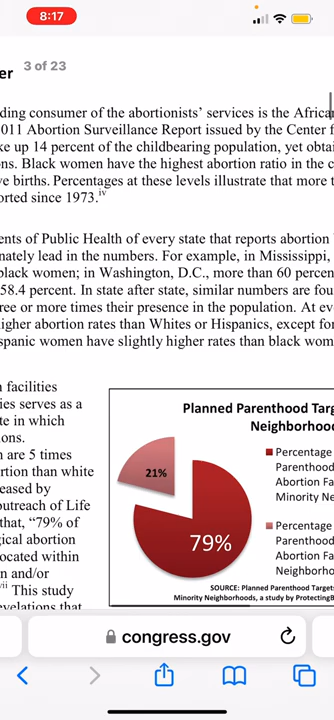 8:17
er 3 of 23
ding consumer of the abortionists' services is the Africa
011 Abortion Surveillance Report issued by the Center f
ke up 14 percent of the childbearing population, yet obtai
ons. Black women have the highest abortion ratio in the c
ve births. Percentages at these levels illustrate that more t
orted since 1973.iv
ents of Public Health of every state that reports abortion
nately lead in the numbers. For example, in Mississippi,
black women; in Washington, D.C., more than 60 percen
58.4 percent. In state after state, similar numbers are fou
ree or more times their presence in the population. At ev
igher abortion rates than Whites or Hispanics, except for
spanic women have slightly higher rates than black wom
n facilities
ies serves as a
te in which
ons.
n are 5 times
rtion than white
eased by
utreach of Life
that, "79% of
gical abortion
ocated within
n and/or
vii This study
evelations that
Planned Parenthood Targ
Neighborhoo
21%
79%
Percentage
Parenthood
Abortion Fa
Minority Ne
Percentage
Parenthood
Abortion Fa
Neighborho
SOURCE: Planned Parenthood Target
Minority Neighborhoods, a study by ProtectingB
congress.gov